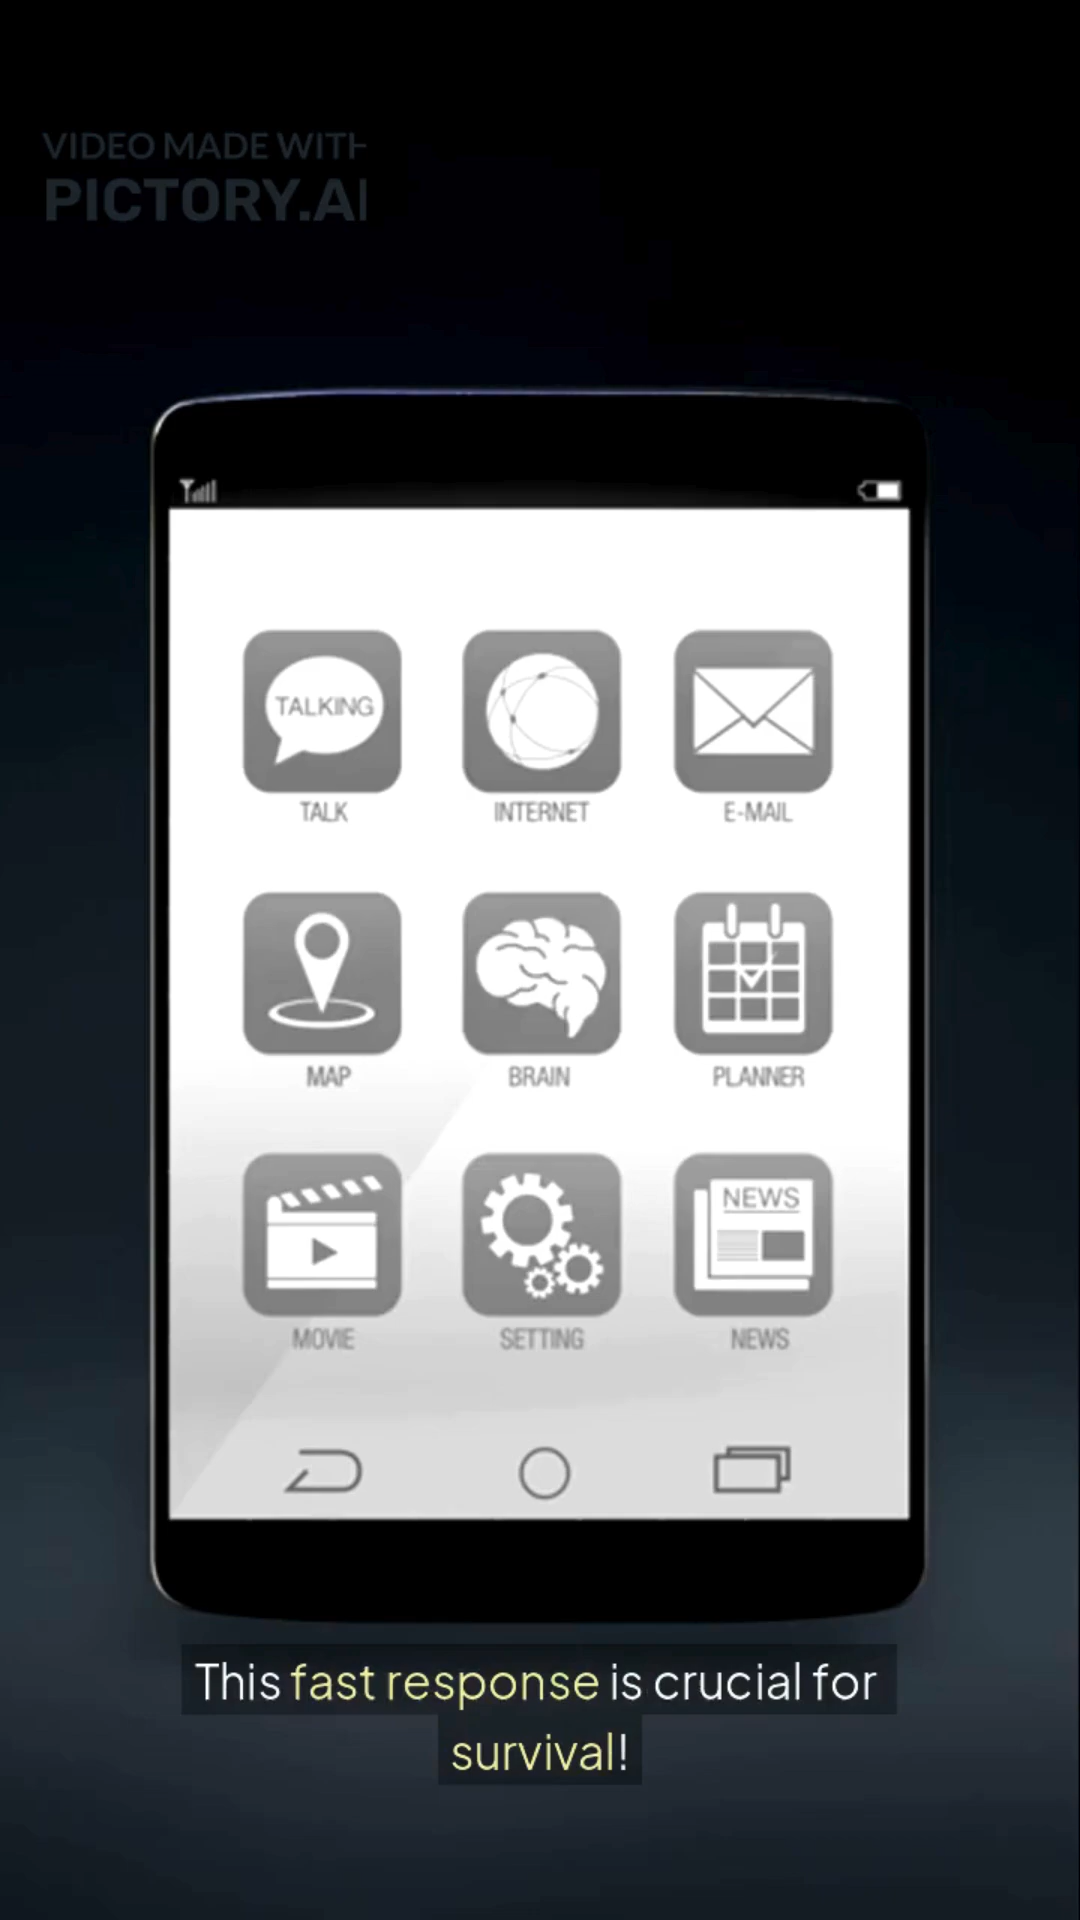 VIDEO MADE WITH
PICTORY.AI
TALKING
TALK
INTERNET
E-MAIL
MAP
BRAIN
PLANNER
NEWS
MOVIE
SETTING
NEWS
This fast response is crucial for
survival!